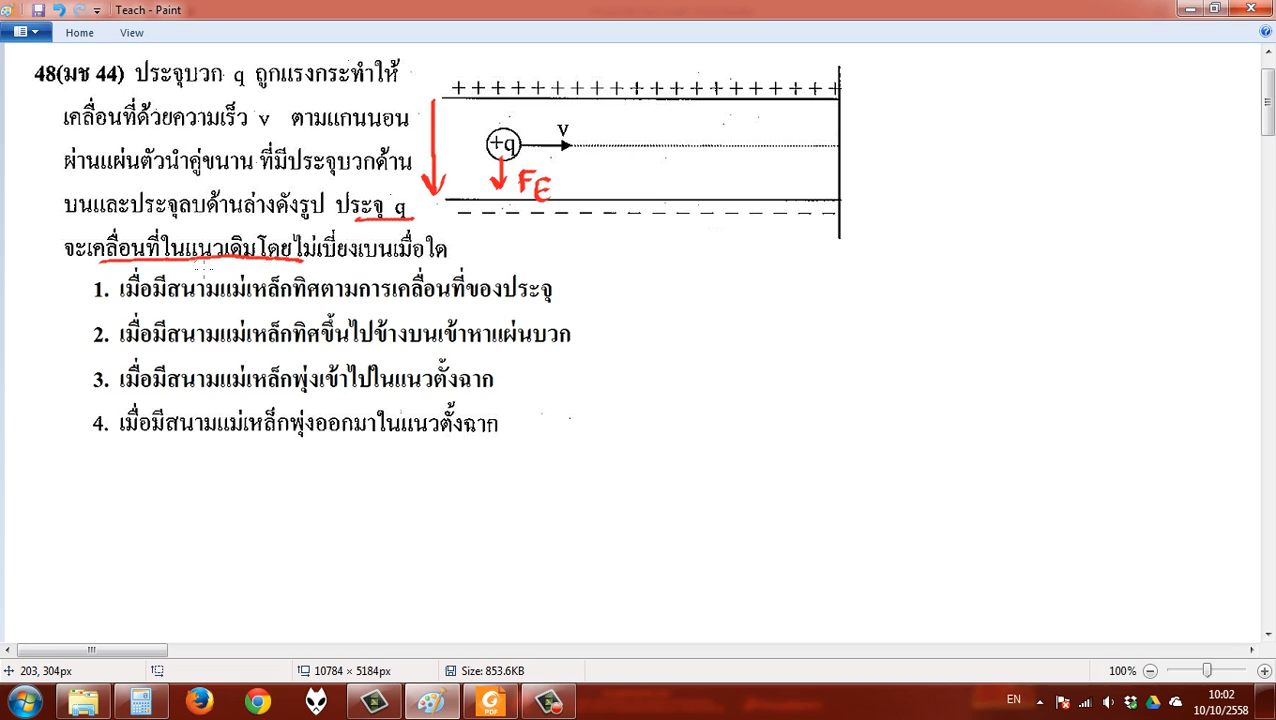 Teach - Paint
Home View
48(มช 44) ประจุบวก q ถูกแรงกระทำให้
เคลื่อนที่ด้วยความเร็ว v ตามแกนนอน
ผ่านแผ่นตัวนำคู่ขนาน ที่มีประจุบวกด้าน
บนและประจุลบด้านล่างดังรูป ประจุ q
จะเคลื่อนที่ในแนวเดิมโดยไม่เบี่ยงเบนเมื่อใด
+ + + + + + + + + + + + + + + + + + + +
+q
v
FE
_ _ _ _ _ _ _ _ _ _ _ _ _ _ _ _
1. เมื่อมีสนามแม่เหล็กทิศตามการเคลื่อนที่ของประจุ
2. เมื่อมีสนามแม่เหล็กทิศขึ้นไปข้างบนเข้าหาแผ่นบวก
3. เมื่อมีสนามแม่เหล็กพุ่งเข้าไปในแนวตั้งฉาก
4. เมื่อมีสนามแม่เหล็กพุ่งออกมาในแนวตั้งฉาก
203, 304px
10784 × 5184px
Size: 853.6KB
100%
PDF
EN
10:02
10/10/2558